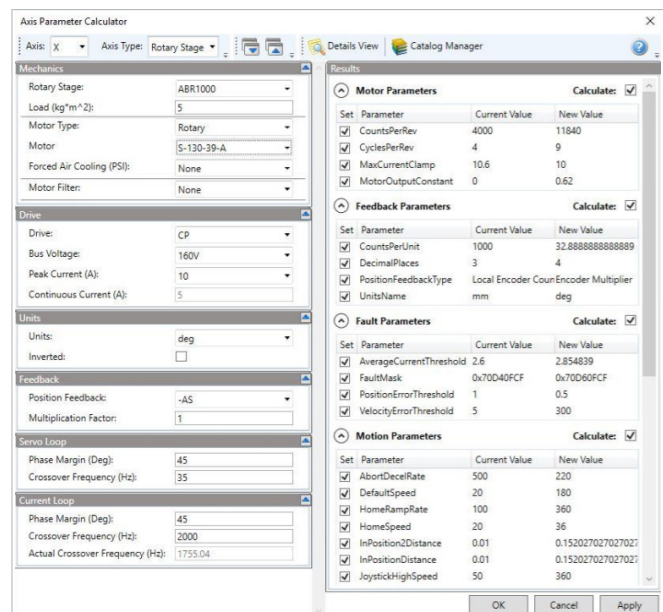 Axis Parameter Calculator
Axis: X Axis Type: Rotary Stage Details View Catalog Manager
Mechanics
Rotary Stage: ABR1000
Load (kg*m^2): 5
Motor Type: Rotary
Motor S-130-39-A
Forced Air Cooling (PSI): None
Motor Filter: None
Drive
Drive: CP
Bus Voltage: 160V
Peak Current (A): 10
Continuous Current (A): 5
Units
Units: deg
Inverted:
Feedback
Position Feedback: -AS
Multiplication Factor: 1
Servo Loop
Phase Margin (Deg): 45
Crossover Frequency (Hz): 35
Current Loop
Phase Margin (Deg): 45
Crossover Frequency (Hz): 2000
Actual Crossover Frequency (Hz): 1755.04
Results
Motor Parameters Calculate:
Set Parameter Current Value New Value
CountsPerRev 4000 11840
CyclesPerRev 4 9
MaxCurrentClamp 10.6 10
MotorOutputConstant 0 0.62
Feedback Parameters Calculate:
Set Parameter Current Value New Value
CountsPerUnit 1000 32.8888888888889
DecimalPlaces 3 4
PositionFeedbackType Local Encoder Coun Encoder Multiplier
UnitsName mm deg
Fault Parameters Calculate:
Set Parameter Current Value New Value
AverageCurrentThreshold 2.6 2.854839
FaultMask 0x70D40FCF 0x70D60FCF
PositionErrorThreshold 1 0.5
VelocityErrorThreshold 5 300
Motion Parameters Calculate:
Set Parameter Current Value New Value
AbortDecelRate 500 220
DefaultSpeed 20 180
HomeRampRate 100 360
HomeSpeed 20 36
InPosition2Distance 0.01 0.152027027027027
InPositionDistance 0.01 0.152027027027027
JoystickHighSpeed 50 360
OK Cancel Apply